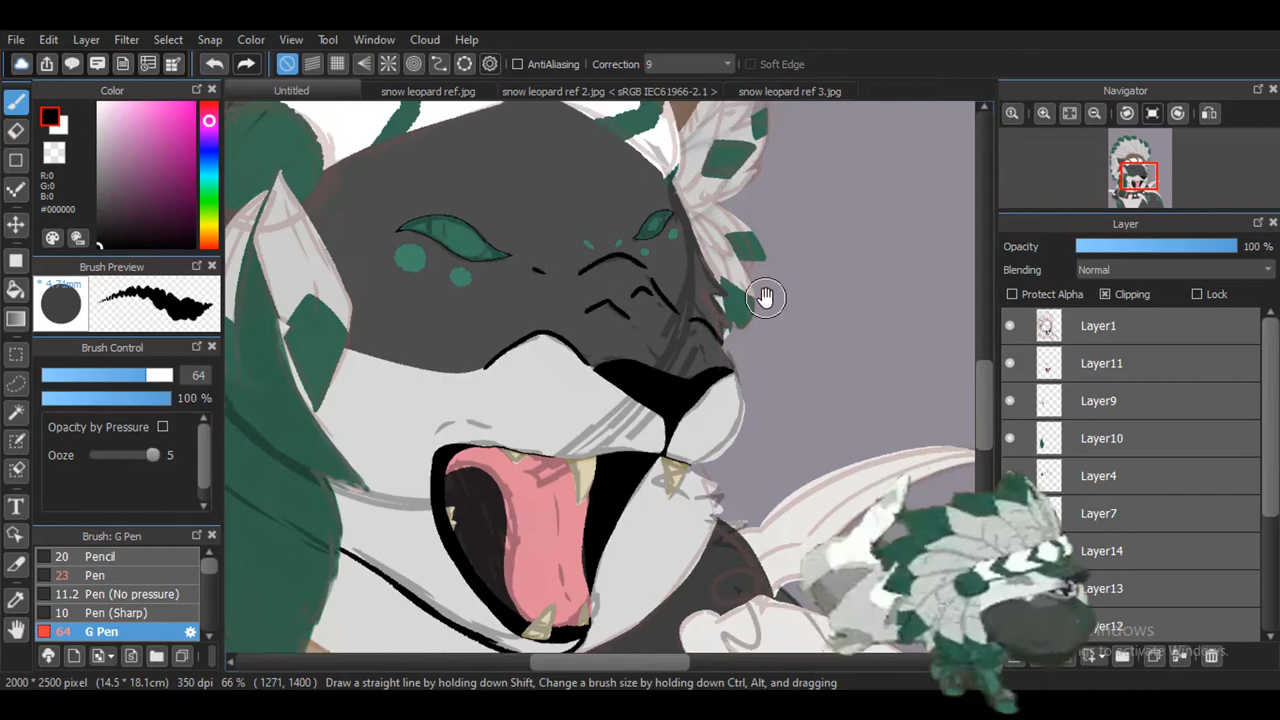 File Edit Layer Filter Select Snap Color View Tool Window Cloud Help
AntiAliasing Correction 9 Soft Edge
Color
Untitled snow leopard ref.jpg snow leopard ref 2.jpg < sRGB IEC61966-2.1 > snow leopard ref 3.jpg
Navigator
R:0
G:0
B:0
#000000
Brush Preview
* 4.71mm
Brush Control
64
100 %
Opacity by Pressure
Ooze 5
Brush: G Pen
20 Pencil
23 Pen
11.2 Pen (No pressure)
10 Pen (Sharp)
64 G Pen
Layer
Opacity 100 %
Blending Normal
Protect Alpha Clipping Lock
Layer1
Layer11
Layer9
Layer10
Layer4
Layer7
Layer14
Layer13
Layer12
2000 * 2500 pixel (14.5 * 18.1cm) 350 dpi 66 % (1271, 1400) Draw a straight line by holding down Shift, Change a brush size by holding down Ctrl, Alt, and dragging